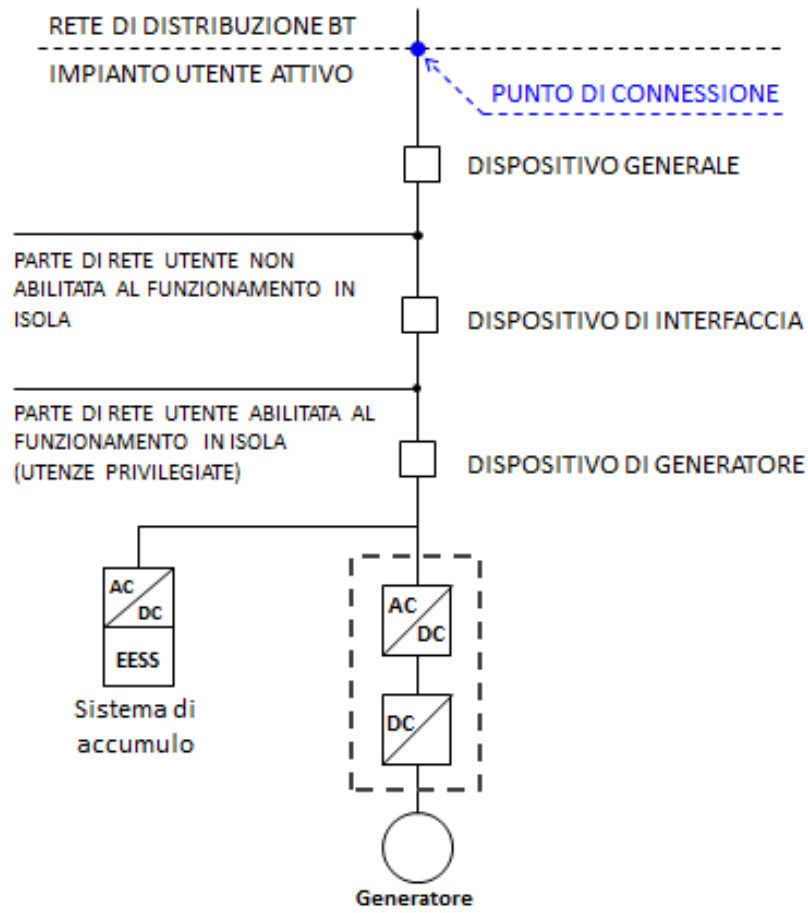 RETE DI DISTRIBUZIONE BT
IMPIANTO UTENTE ATTIVO
PUNTO DI CONNESSIONE
DISPOSITIVO GENERALE
PARTE DI RETE UTENTE NON
ABILITATA AL FUNZIONAMENTO IN
ISOLA
DISPOSITIVO DI INTERFACCIA
PARTE DI RETE UTENTE ABILITATA AL
FUNZIONAMENTO IN ISOLA
(UTENZE PRIVILEGIATE)
DISPOSITIVO DI GENERATORE
AC
DC
EESS
Sistema di
accumulo
AC
DC
DC
Generatore